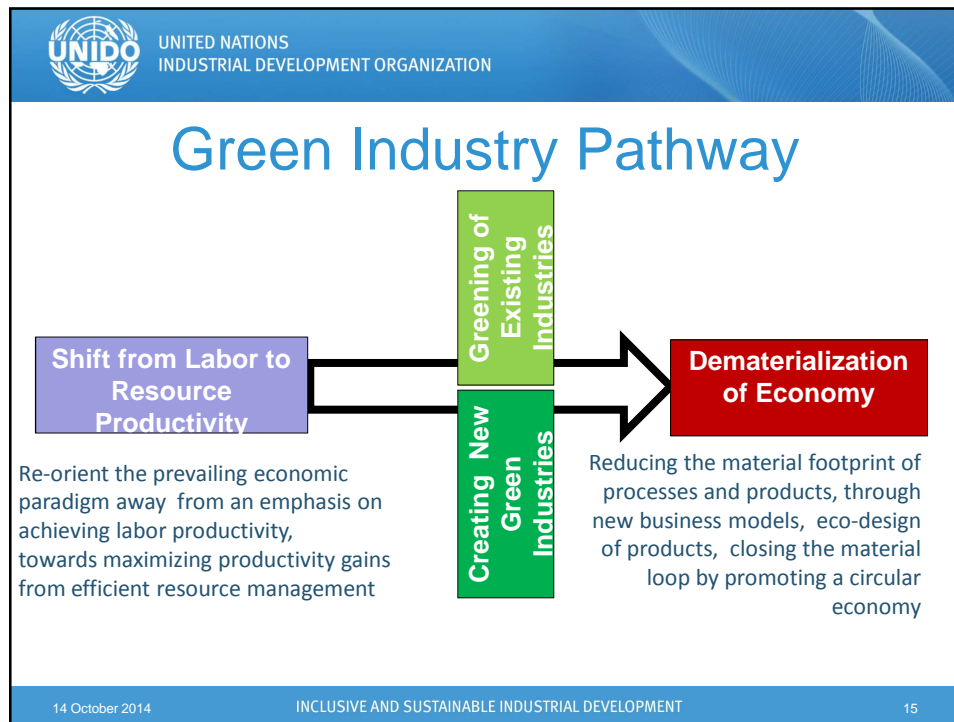 UNIDO
UNITED NATIONS
INDUSTRIAL DEVELOPMENT ORGANIZATION
Green Industry Pathway
Greening of
Existing
Industries
Shift from Labor to
Resource
Productivity
Dematerialization
of Economy
Creating New
Green
Industries
Re-orient the prevailing economic
paradigm away from an emphasis on
achieving labor productivity,
towards maximizing productivity gains
from efficient resource management
Reducing the material footprint of
processes and products, through
new business models, eco-design
of products, closing the material
loop by promoting a circular
economy
14 October 2014
INCLUSIVE AND SUSTAINABLE INDUSTRIAL DEVELOPMENT
15